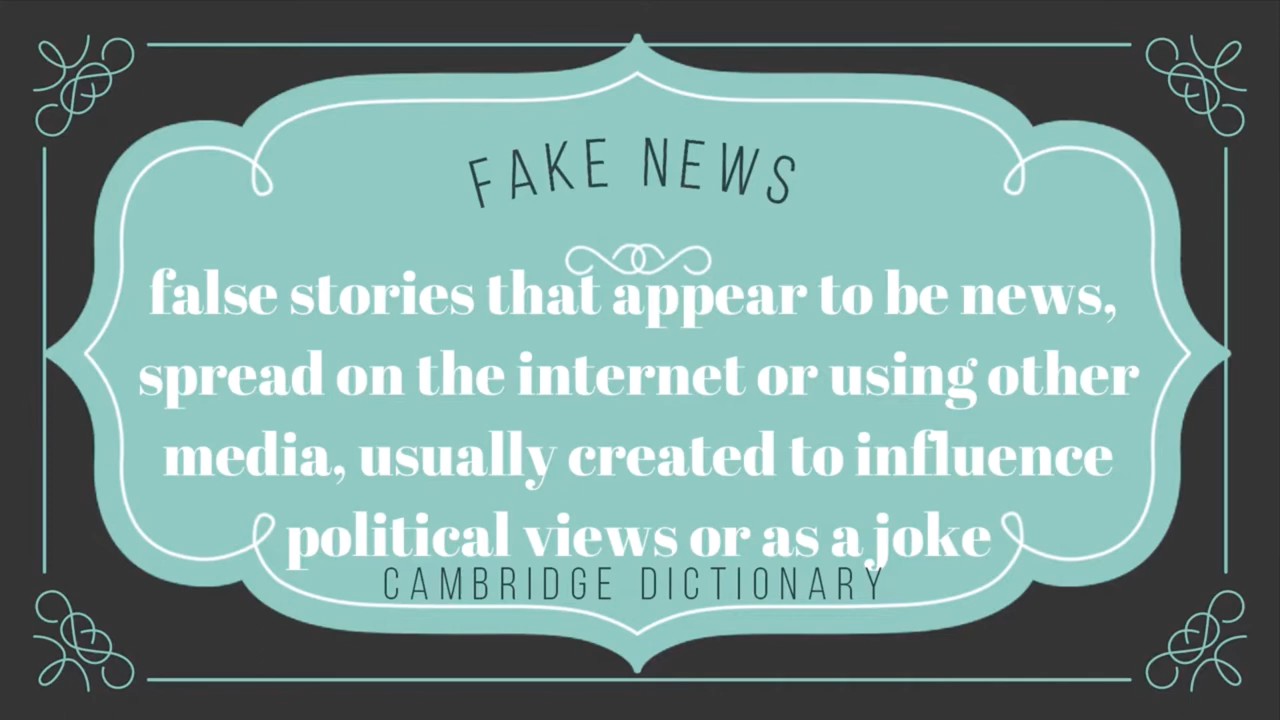 FAKE NEWS
false stories that appear to be news,
spread on the internet or using other
media, usually created to influence
political views or as a joke
CAMBRIDGE DICTIONARY